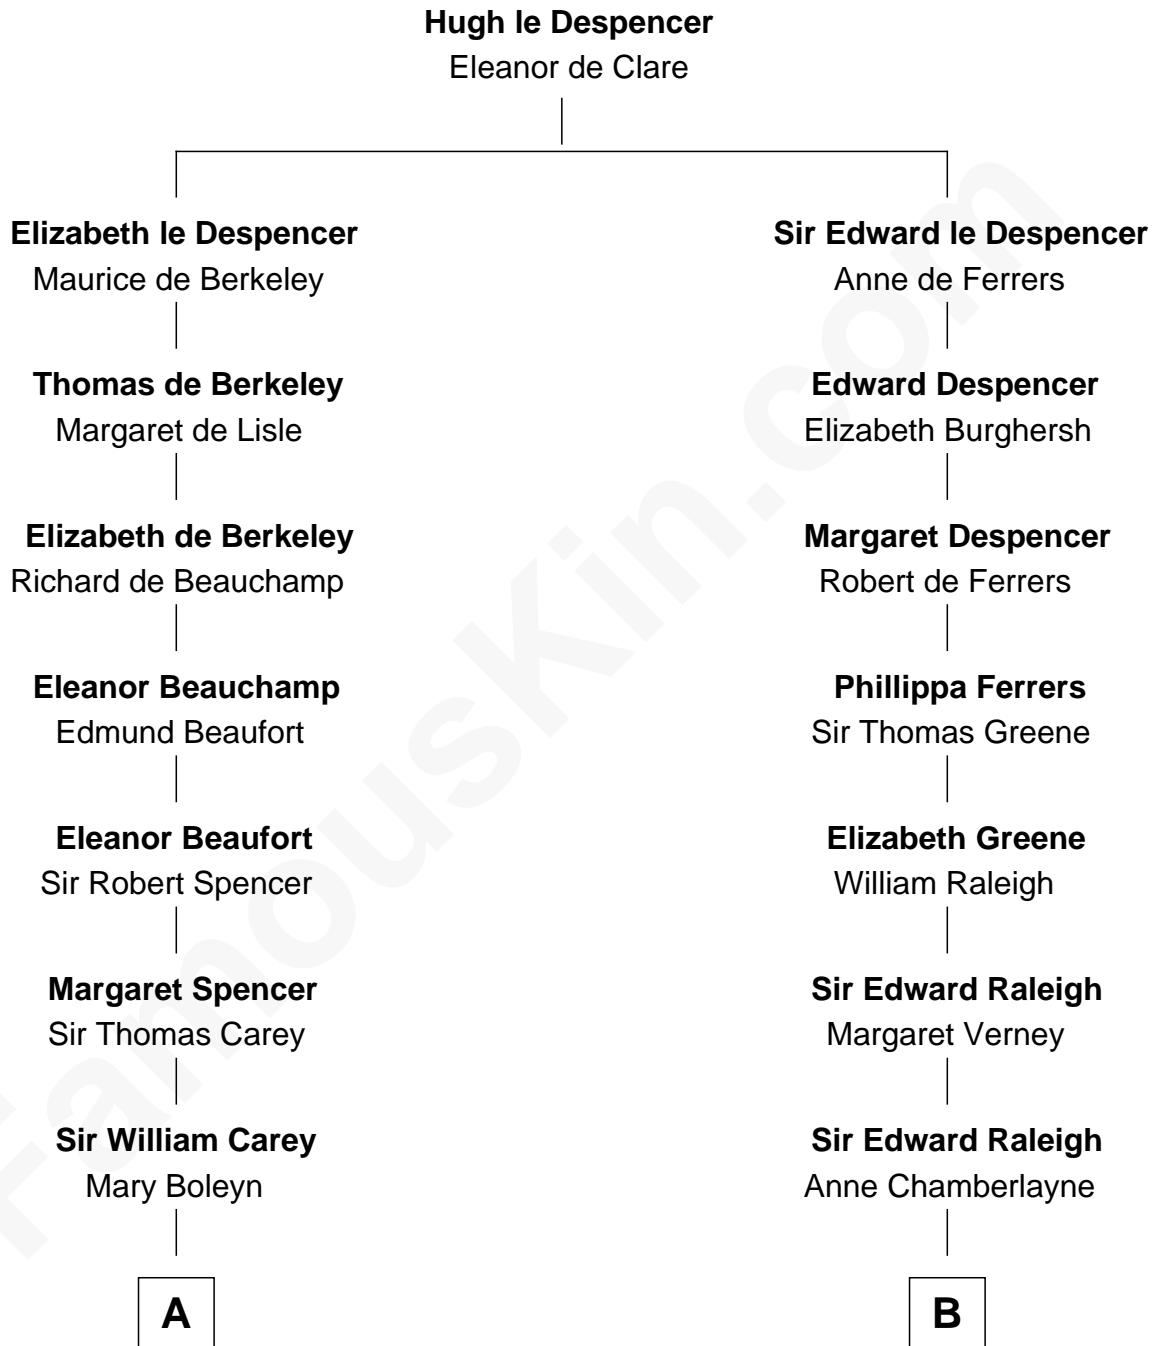 Hugh le Despencer
Eleanor de Clare
Elizabeth le Despencer
Maurice de Berkeley
Sir Edward le Despencer
Anne de Ferrers
Thomas de Berkeley
Margaret de Lisle
Edward Despencer
Elizabeth Burghersh
Elizabeth de Berkeley
Richard de Beauchamp
Margaret Despencer
Robert de Ferrers
Eleanor Beauchamp
Edmund Beaufort
Phillippa Ferrers
Sir Thomas Greene
Eleanor Beaufort
Sir Robert Spencer
Elizabeth Greene
William Raleigh
Margaret Spencer
Sir Thomas Carey
Sir Edward Raleigh
Margaret Verney
Sir William Carey
Mary Boleyn
Sir Edward Raleigh
Anne Chamberlayne
A
B
FamousKin.com